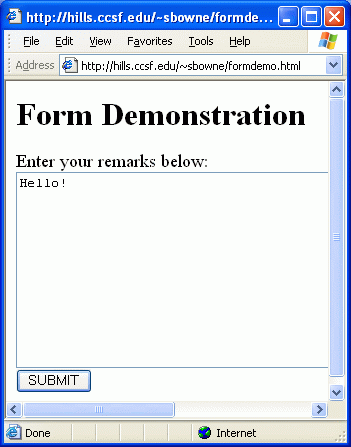 http://hills.ccsf.edu/~sbowne/formde...
File Edit View Favorites Tools Help
Address http://hills.ccsf.edu/~sbowne/formdemo.html
Form Demonstration
Enter your remarks below:
Hello!
SUBMIT
Done Internet